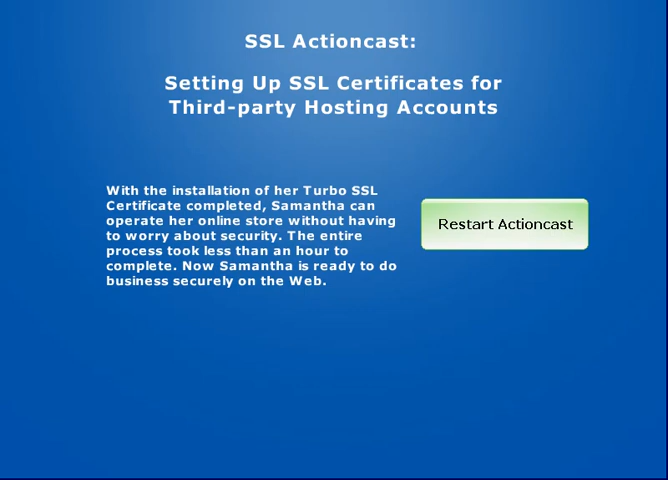 SSL Actioncast:
Setting Up SSL Certificates for
Third-party Hosting Accounts
With the installation of her Turbo SSL
Certificate completed, Samantha can
operate her online store without having
to worry about security. The entire
process took less than an hour to
complete. Now Samantha is ready to do
business securely on the Web.
Restart Actioncast